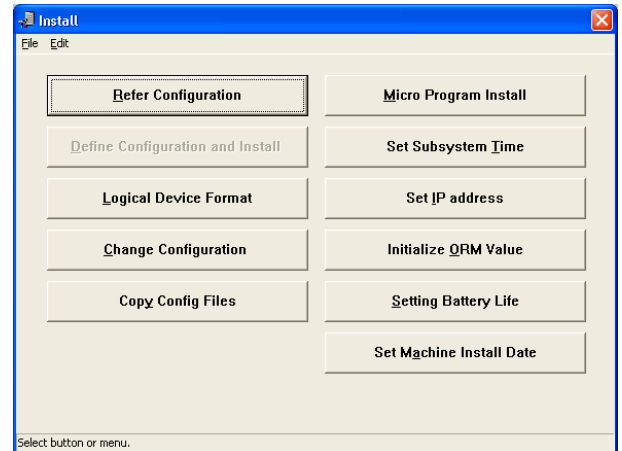 Install
File Edit
Refer Configuration
Micro Program Install
Define Configuration and Install
Set Subsystem Time
Logical Device Format
Set IP address
Change Configuration
Initialize ORM Value
Copy Config Files
Setting Battery Life
Set Machine Install Date
Select button or menu.